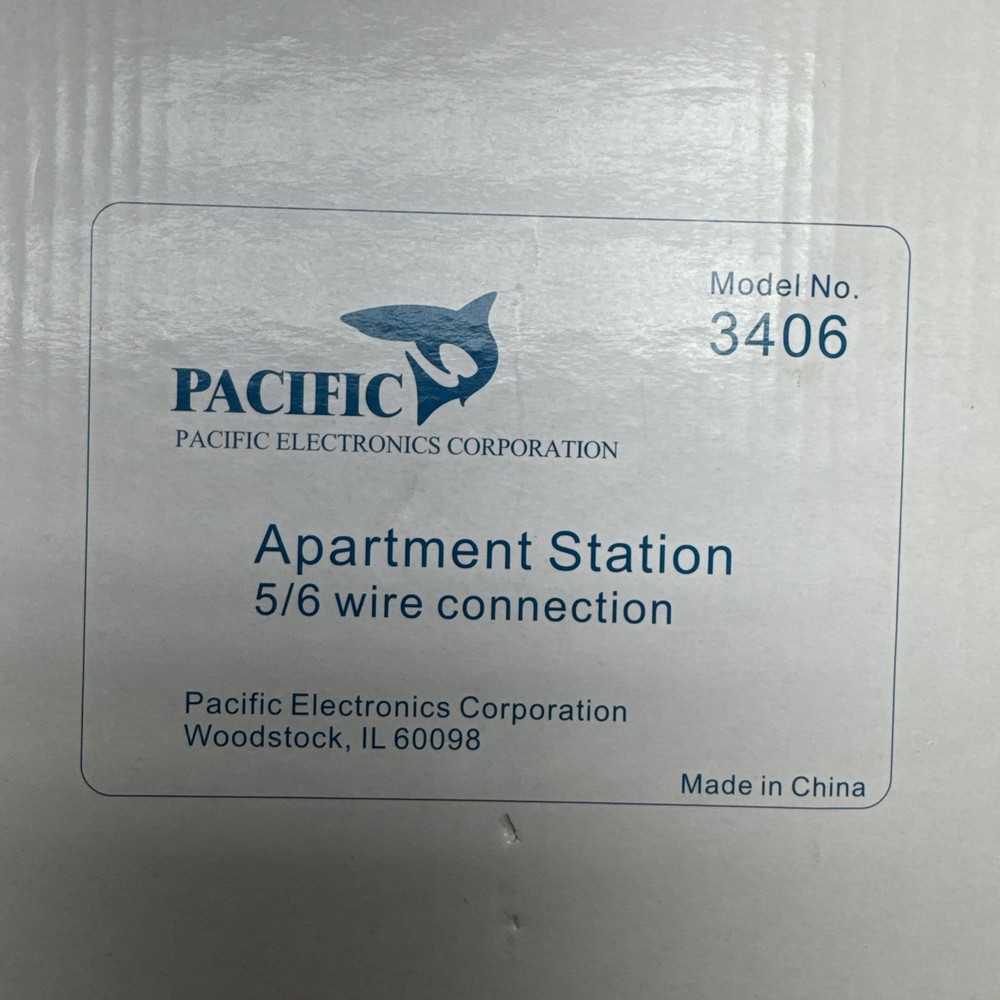 Model No.
3406
PACIFIC
PACIFIC ELECTRONICS CORPORATION
Apartment Station
5/6 wire connection
Pacific Electronics Corporation
Woodstock, IL 60098
Made in China